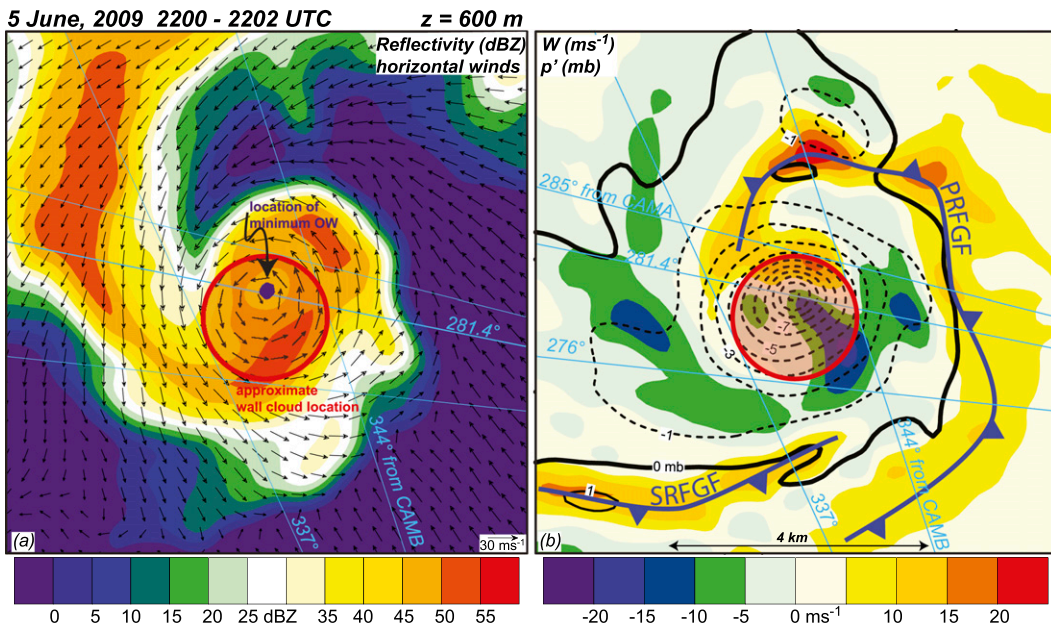 5 June, 2009 2200 - 2202 UTC z = 600 m
Reflectivity (dBZ)
horizontal winds
location of
minimum OW
281.4°
approximate
wall cloud location
344° from CAMB
337°
(a)
30 ms-1
0 5 10 15 20 25 dBZ 35 40 45 50 55
W (ms-1)
p' (mb)
-1
285° from CAMA
281.4°
PRFGF
276°
-7
-5
-3
-1
0 mb
1
SRFGF
344° from CAMB
337°
(b)
4 km
-20 -15 -10 -5 0 ms-1 10 15 20